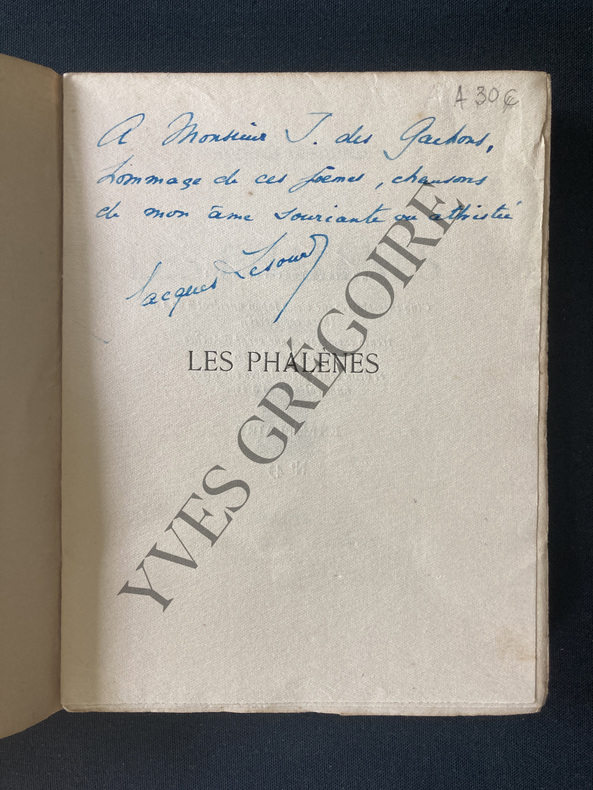 A 30 €
A Monsieur J. des Gachons,
hommage de ces poèmes, chansons
de mon âme souriante ou attristée
Jacques Lesourd
LES PHALÈNES
YVES GRÉGOIRE